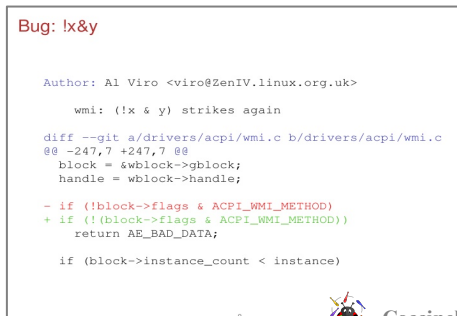 Bug: !x&y
Author: Al Viro <viro@ZenIV.linux.org.uk>
wmi: (!x & y) strikes again
diff --git a/drivers/acpi/wmi.c b/drivers/acpi/wmi.c
@@ -247,7 +247,7 @@
block = &wblock->gblock;
handle = wblock->handle;
- if (!block->flags & ACPI_WMI_METHOD)
+ if (!(block->flags & ACPI_WMI_METHOD))
return AE_BAD_DATA;
if (block->instance_count < instance)